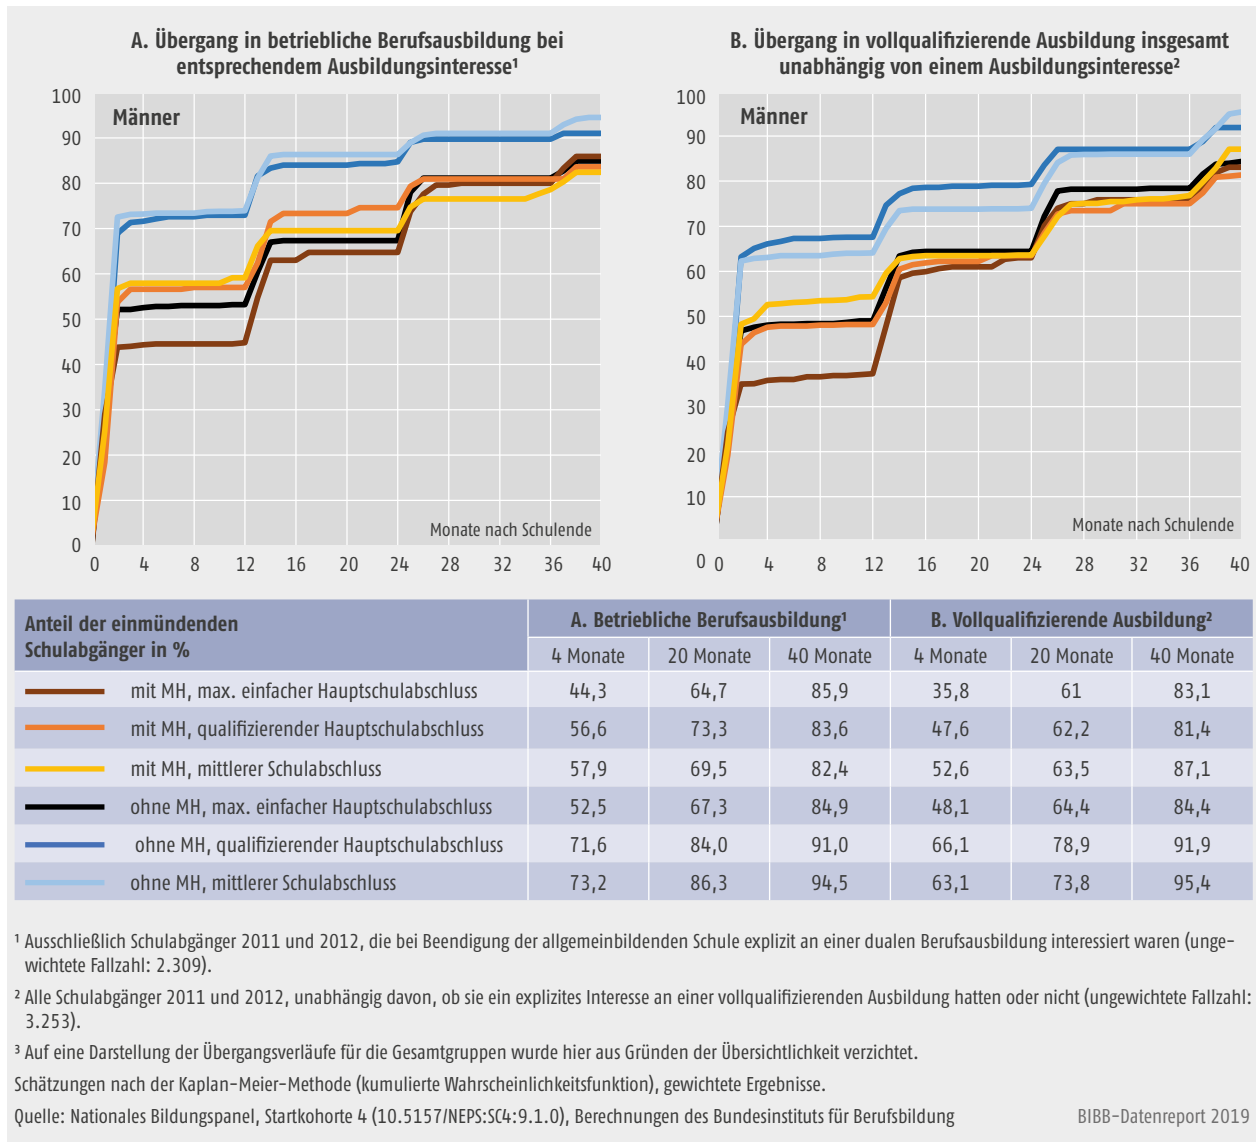 A. Übergang in betriebliche Berufsausbildung bei
entsprechendem Ausbildungsinteresse¹
100
90
80
70
60
50
40
30
20
10
0
Männer
Monate nach Schulende
0 4 8 12 16 20 24 28 32 36 40
B. Übergang in vollqualifizierende Ausbildung insgesamt
unabhängig von einem Ausbildungsinteresse²
100
90
80
70
60
50
40
30
20
10
0
Männer
Monate nach Schulende
0 4 8 12 16 20 24 28 32 36 40
Anteil der einmündenden
Schulabgänger in %
A. Betriebliche Berufsausbildung¹ B. Vollqualifizierende Ausbildung²
4 Monate 20 Monate 40 Monate 4 Monate 20 Monate 40 Monate
mit MH, max. einfacher Hauptschulabschluss 44,3 64,7 85,9 35,8 61 83,1
mit MH, qualifizierender Hauptschulabschluss 56,6 73,3 83,6 47,6 62,2 81,4
mit MH, mittlerer Schulabschluss 57,9 69,5 82,4 52,6 63,5 87,1
ohne MH, max. einfacher Hauptschulabschluss 52,5 67,3 84,9 48,1 64,4 84,4
ohne MH, qualifizierender Hauptschulabschluss 71,6 84,0 91,0 66,1 78,9 91,9
ohne MH, mittlerer Schulabschluss 73,2 86,3 94,5 63,1 73,8 95,4
¹ Ausschließlich Schulabgänger 2011 und 2012, die bei Beendigung der allgemeinbildenden Schule explizit an einer dualen Berufsausbildung interessiert waren (unge-
wichtete Fallzahl: 2.309).
² Alle Schulabgänger 2011 und 2012, unabhängig davon, ob sie ein explizites Interesse an einer vollqualifizierenden Ausbildung hatten oder nicht (ungewichtete Fallzahl:
3.253).
³ Auf eine Darstellung der Übergangsverläufe für die Gesamtgruppen wurde hier aus Gründen der Übersichtlichkeit verzichtet.
Schätzungen nach der Kaplan-Meier-Methode (kumulierte Wahrscheinlichkeitsfunktion), gewichtete Ergebnisse.
Quelle: Nationales Bildungspanel, Startkohorte 4 (10.5157/NEPS:SC4:9.1.0), Berechnungen des Bundesinstituts für Berufsbildung BIBB-Datenreport 2019